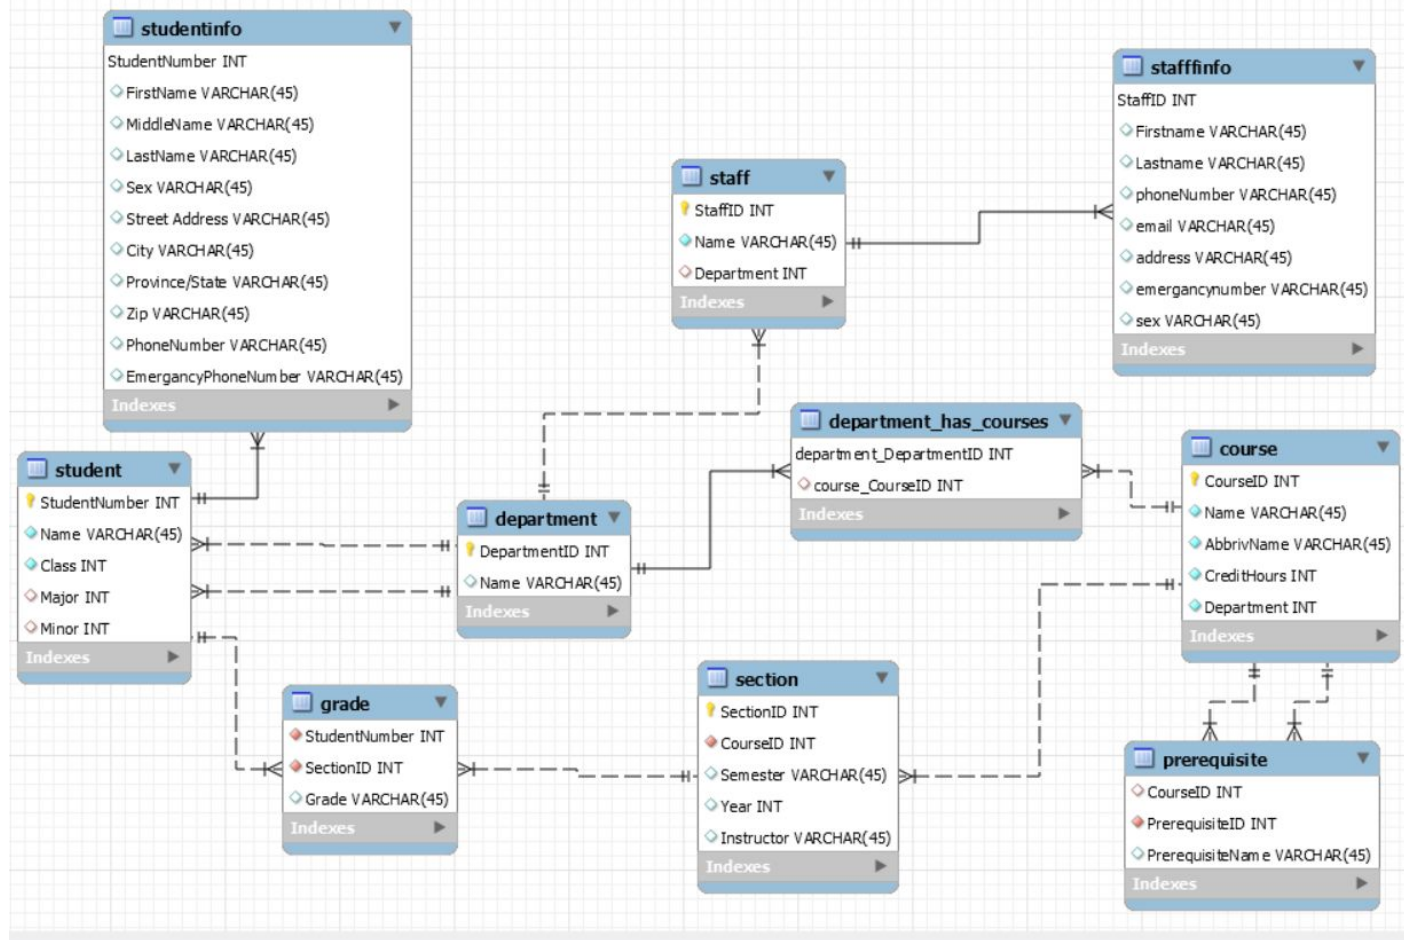 studentinfo
StudentNumber INT
FirstName VARCHAR(45)
MiddleName VARCHAR(45)
LastName VARCHAR(45)
Sex VARCHAR(45)
Street Address VARCHAR(45)
City VARCHAR(45)
Province/State VARCHAR(45)
Zip VARCHAR(45)
PhoneNumber VARCHAR(45)
EmergancyPhoneNumber VARCHAR(45)
Indexes
stafffinfo
StaffID INT
Firstname VARCHAR(45)
Lastname VARCHAR(45)
phoneNumber VARCHAR(45)
email VARCHAR(45)
address VARCHAR(45)
emergancynumber VARCHAR(45)
sex VARCHAR(45)
Indexes
staff
StaffID INT
Name VARCHAR(45)
Department INT
Indexes
department_has_courses
department_DepartmentID INT
course_CourseID INT
Indexes
course
CourseID INT
Name VARCHAR(45)
AbbrivName VARCHAR(45)
CreditHours INT
Department INT
Indexes
student
StudentNumber INT
Name VARCHAR(45)
Class INT
Major INT
Minor INT
Indexes
department
DepartmentID INT
Name VARCHAR(45)
Indexes
grade
StudentNumber INT
SectionID INT
Grade VARCHAR(45)
Indexes
section
SectionID INT
CourseID INT
Semester VARCHAR(45)
Year INT
Instructor VARCHAR(45)
Indexes
prerequisite
CourseID INT
PrerequisiteID INT
PrerequisiteName VARCHAR(45)
Indexes